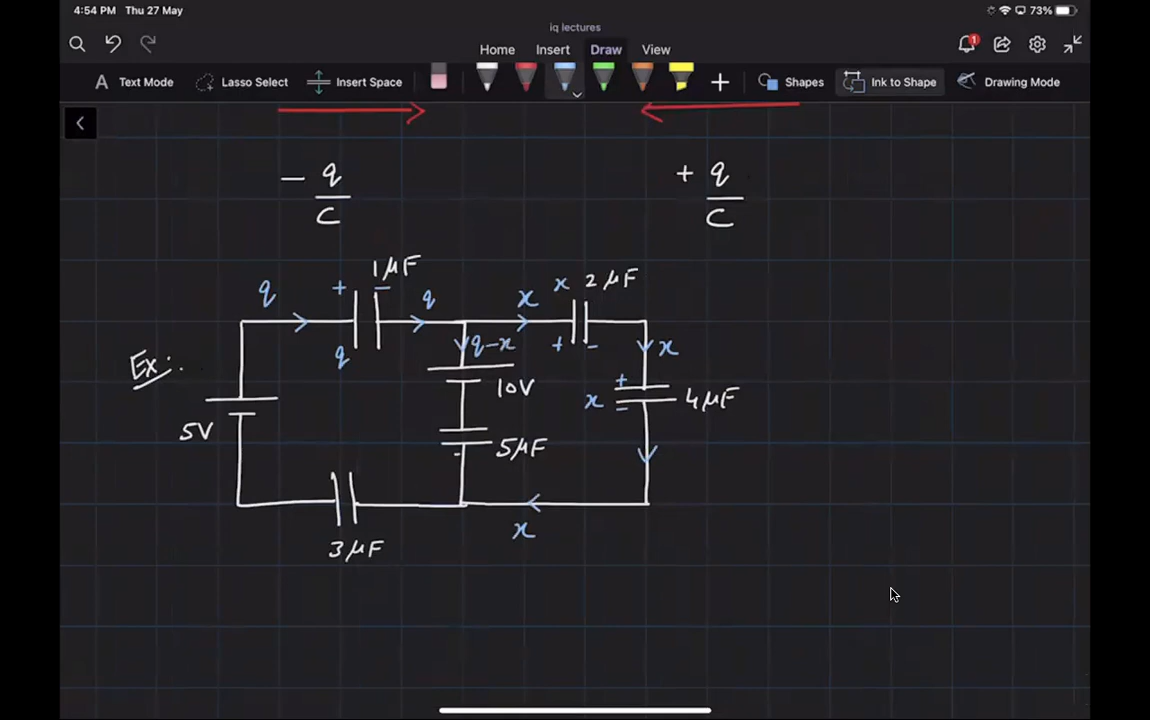 4:54 PM Thu 27 May
73%
iq lectures
Home Insert Draw View
1
Text Mode Lasso Select Insert Space Shapes Ink to Shape Drawing Mode
− q/C
+ q/C
1μF
2μF
q + − q x x
q + − x
q-x
Ex:
10V
+ x − 4μF
5V
5μF
-
x
3μF